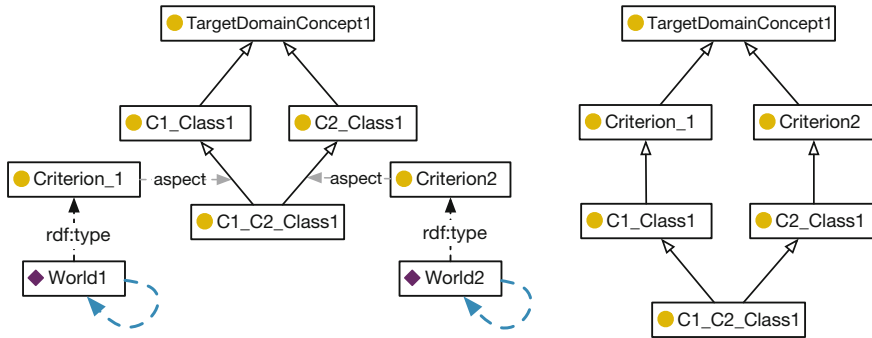 TargetDomainConcept1
C1_Class1
C2_Class1
Criterion_1
aspect
aspect
Criterion2
C1_C2_Class1
rdf:type
rdf:type
World1
World2
TargetDomainConcept1
Criterion_1
Criterion2
C1_Class1
C2_Class1
C1_C2_Class1